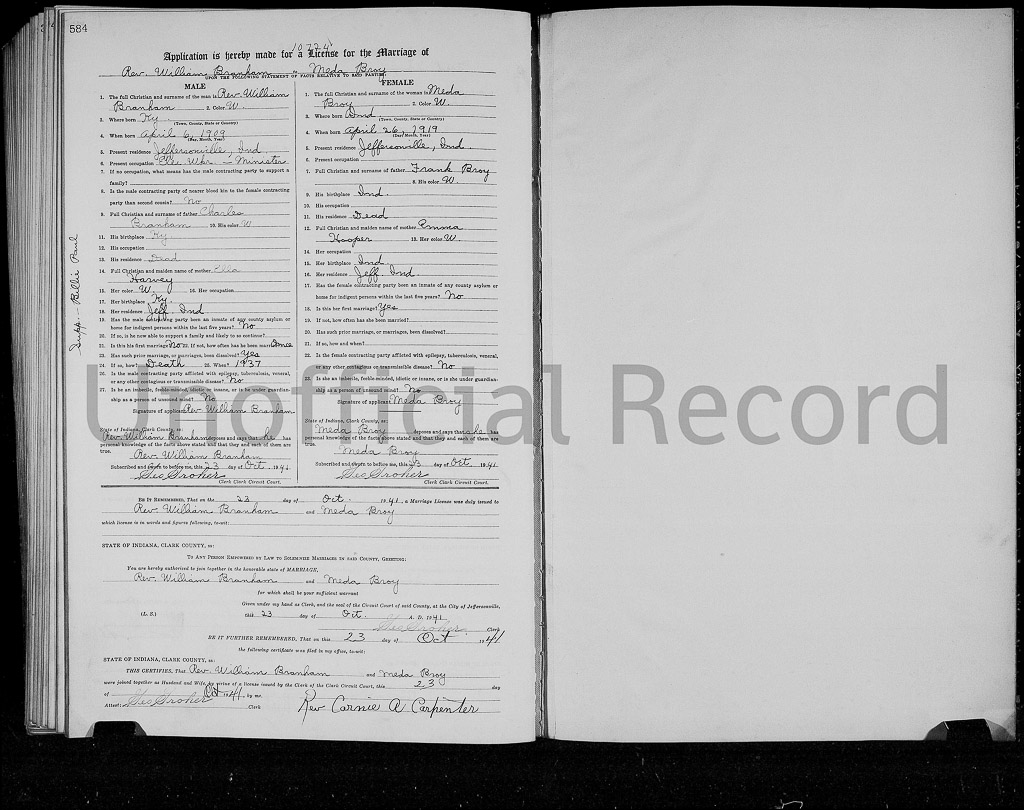 584
10724
Application is hereby made for a License for the Marriage of
Rev. William Branham to Meda Broy
UPON THE FOLLOWING STATEMENT OF FACTS RELATIVE TO SAID PARTIES:
MALE
1. The full Christian and surname of the man is Rev. William
Branham 2. Color W.
3. Where born Ky.
(Town, County, State or Country)
4. When born April 6, 1909
(Day, Month, Year)
5. Present residence Jeffersonville, Ind.
6. Present occupation Elec. Wkr. - Minister
7. If no occupation, what means has the male contracting party to support a
family?
8. Is the male contracting party of nearer blood kin to the female contracting
party than second cousin? No
9. Full Christian and surname of father Charles
Branham 10. His color W
11. His birthplace Ky
12. His occupation
13. His residence Dead
14. Full Christian and maiden name of mother Ella
Harvey
15. Her color W. 16. Her occupation
17. Her birthplace Ky.
18. Her residence Jeff. Ind
19. Has the male contracting party been an inmate of any county asylum or
home for indigent persons within the last five years? No
20. If so, is he now able to support a family and likely to so continue?
21. Is this his first marriage? No 22. If not, how often has he been married? Once
23. Has such prior marriage, or marriages, been dissolved? Yes
24. If so, how? Death 25. When? 1937
26. Is the male contracting party afflicted with epilepsy, tuberculosis, venereal,
or any other contagious or transmissible disease? No
27. Is he an imbecile, feeble-minded, idiotic or insane, or is he under guardian-
ship as a person of unsound mind? No
Signature of applicant Rev. William Branham
State of Indiana, Clark County, ss:
Rev. William Branham deposes and says that he has
personal knowledge of the facts above stated and that they and each of them are
true.
Rev. William Branham
Subscribed and sworn to before me, this 23 day of Oct. 1941
Geo Groher
Clerk Clark Circuit Court.
FEMALE
1. The full Christian and surname of the woman is Meda
Broy 2. Color W.
3. Where born Ind
(Town, County, State or Country)
4. When born April 26, 1919
(Day, Month, Year)
5. Present residence Jeffersonville, Ind.
6. Present occupation
7. Full Christian and surname of father Frank Broy
8. His color W.
9. His birthplace Ind.
10. His occupation
11. His residence Dead
12. Full Christian and maiden name of mother Emma
Hooper 13. Her color W.
14. Her occupation
15. Her birthplace Ind.
16. Her residence Jeff. Ind
17. Has the female contracting party been an inmate of any county asylum or
home for indigent persons within the last five years? No
18. Is this her first marriage? Yes
19. If not, how often has she been married?
20. Has such prior marriage, or marriages, been dissolved?
21. If so, how and when?
22. Is the female contracting party afflicted with epilepsy, tuberculosis, venereal,
or any other contagious or transmissible disease? No
23. Is she an imbecile, feeble-minded, idiotic or insane, or is she under guardian-
ship as a person of unsound mind? No
Signature of applicant Meda Broy
State of Indiana, Clark County, ss:
Meda Broy deposes and says that she has
personal knowledge of the facts above stated and that they and each of them are
true.
Meda Broy
Subscribed and sworn to before me, this 23 day of Oct. 1941
Geo Groher
Clerk Clark Circuit Court.
Supp - Billie Paul
Unofficial Record
BE IT REMEMBERED, That on the 23 day of Oct. 1941, a Marriage License was duly issued to
Rev. William Branham and Meda Broy
which license is in words and figures following, to-wit:
STATE OF INDIANA, CLARK COUNTY, ss:
TO ANY PERSON EMPOWERED BY LAW TO SOLEMNIZE MARRIAGES IN SAID COUNTY, GREETING:
You are hereby authorized to join together in the honorable state of MARRIAGE,
Rev. William Branham and Meda Broy
for which shall be your sufficient warrant
Given under my hand as Clerk, and the seal of the Circuit Court of said County, at the City of Jeffersonville,
(L. S.) this 23 day of Oct. A. D. 1941.
Geo Groher Clerk
BE IT FURTHER REMEMBERED, That on this 23 day of Oct 1941
the following certificate was filed in my office, to-wit:
STATE OF INDIANA, CLARK COUNTY, ss:
THIS CERTIFIES, That Rev. William Branham and Meda Broy
were joined together as Husband and Wife, by virtue of a license issued by the Clerk of the Clark Circuit Court, this 23 day
of Oct 1941, by me.
Attest: Geo Groher Clerk
Rev Carnie A Carpenter